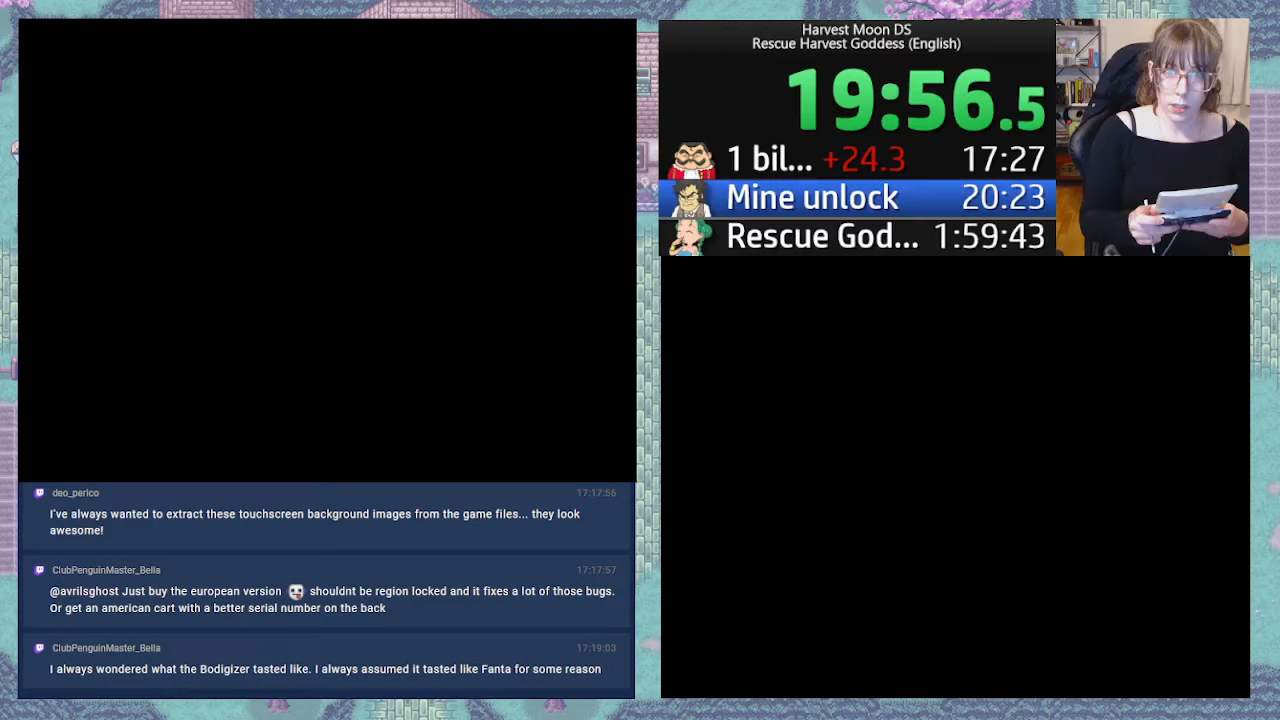 Harvest Moon DS
Rescue Harvest Goddess (English)
19:56.5
1 bil... +24.3 17:27
Mine unlock 20:23
Rescue God... 1:59:43
deo_perico 17:17:56
I've always wanted to extract these touchscreen background images from the game files... they look
awesome!
ClubPenguinMaster_Bella 17:17:57
@avrilsghost Just buy the european version shouldnt be region locked and it fixes a lot of those bugs.
Or get an american cart with a better serial number on the back
ClubPenguinMaster_Bella 17:19:03
I always wondered what the Bodigizer tasted like. I always assumed it tasted like Fanta for some reason